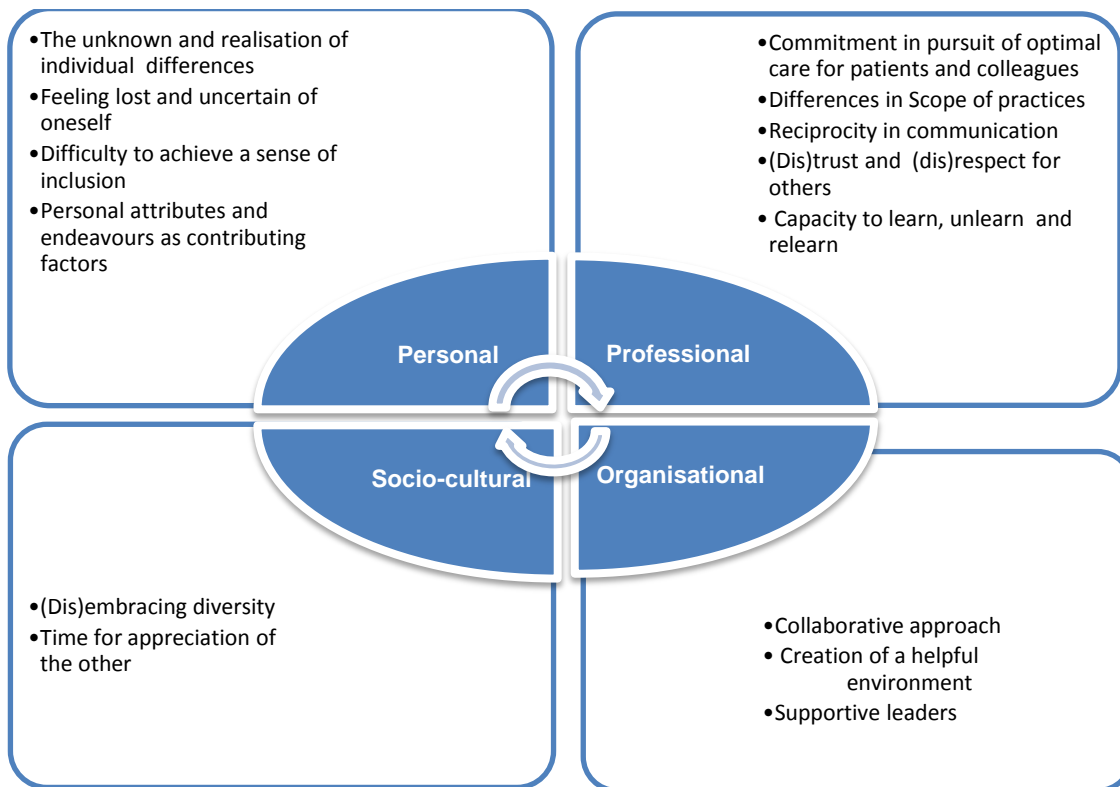 •The unknown and realisation of
individual differences
•Feeling lost and uncertain of
oneself
•Difficulty to achieve a sense of
inclusion
•Personal attributes and
endeavours as contributing
factors
•Commitment in pursuit of optimal
care for patients and colleagues
•Differences in Scope of practices
•Reciprocity in communication
•(Dis)trust and (dis)respect for
others
• Capacity to learn, unlearn and
relearn
Personal
Professional
Socio-cultural
Organisational
•(Dis)embracing diversity
•Time for appreciation of
the other
•Collaborative approach
• Creation of a helpful
environment
•Supportive leaders